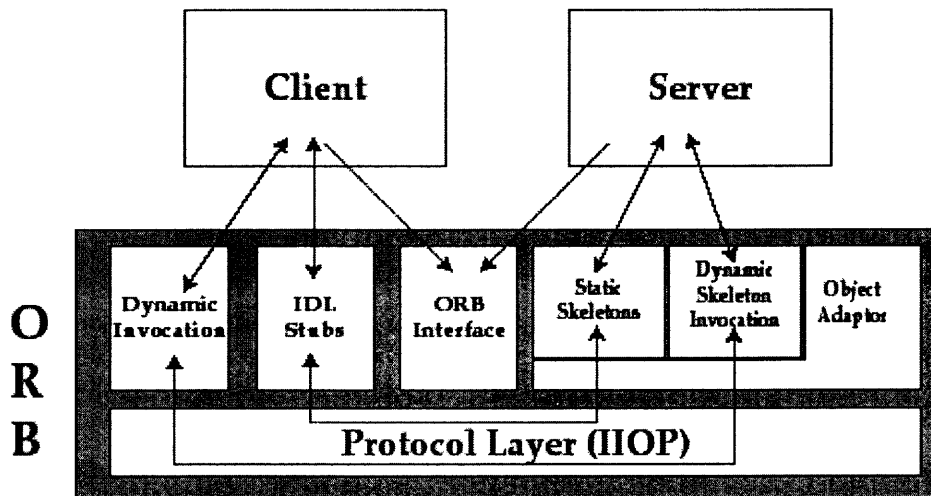 Client
Server
Dynamic
Invocation
IDL
Stubs
ORB
Interface
Static
Skeletons
Dynamic
Skeleton
Invocation
Object
Adaptor
O
R
B
Protocol Layer (IIOP)